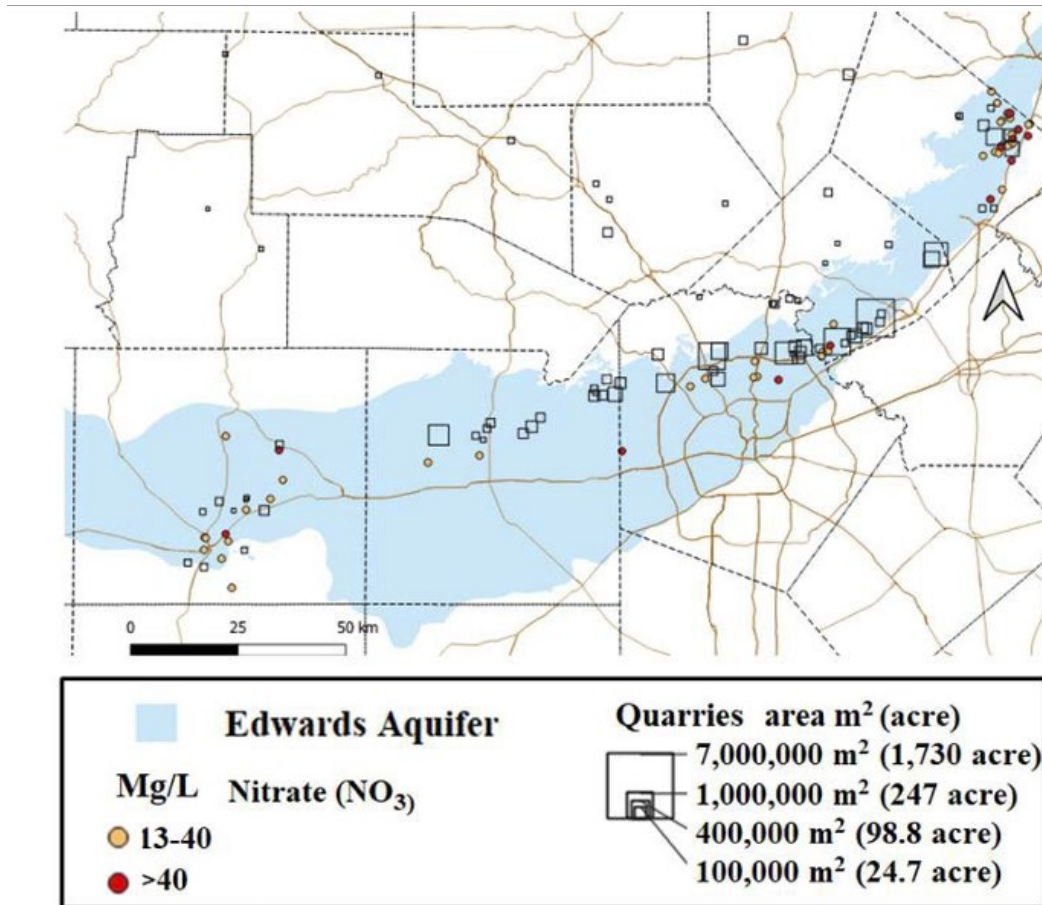 0 25 50 km
Edwards Aquifer
Mg/L Nitrate (NO₃)
13-40
>40
Quarries area m² (acre)
7,000,000 m² (1,730 acre)
1,000,000 m² (247 acre)
400,000 m² (98.8 acre)
100,000 m² (24.7 acre)